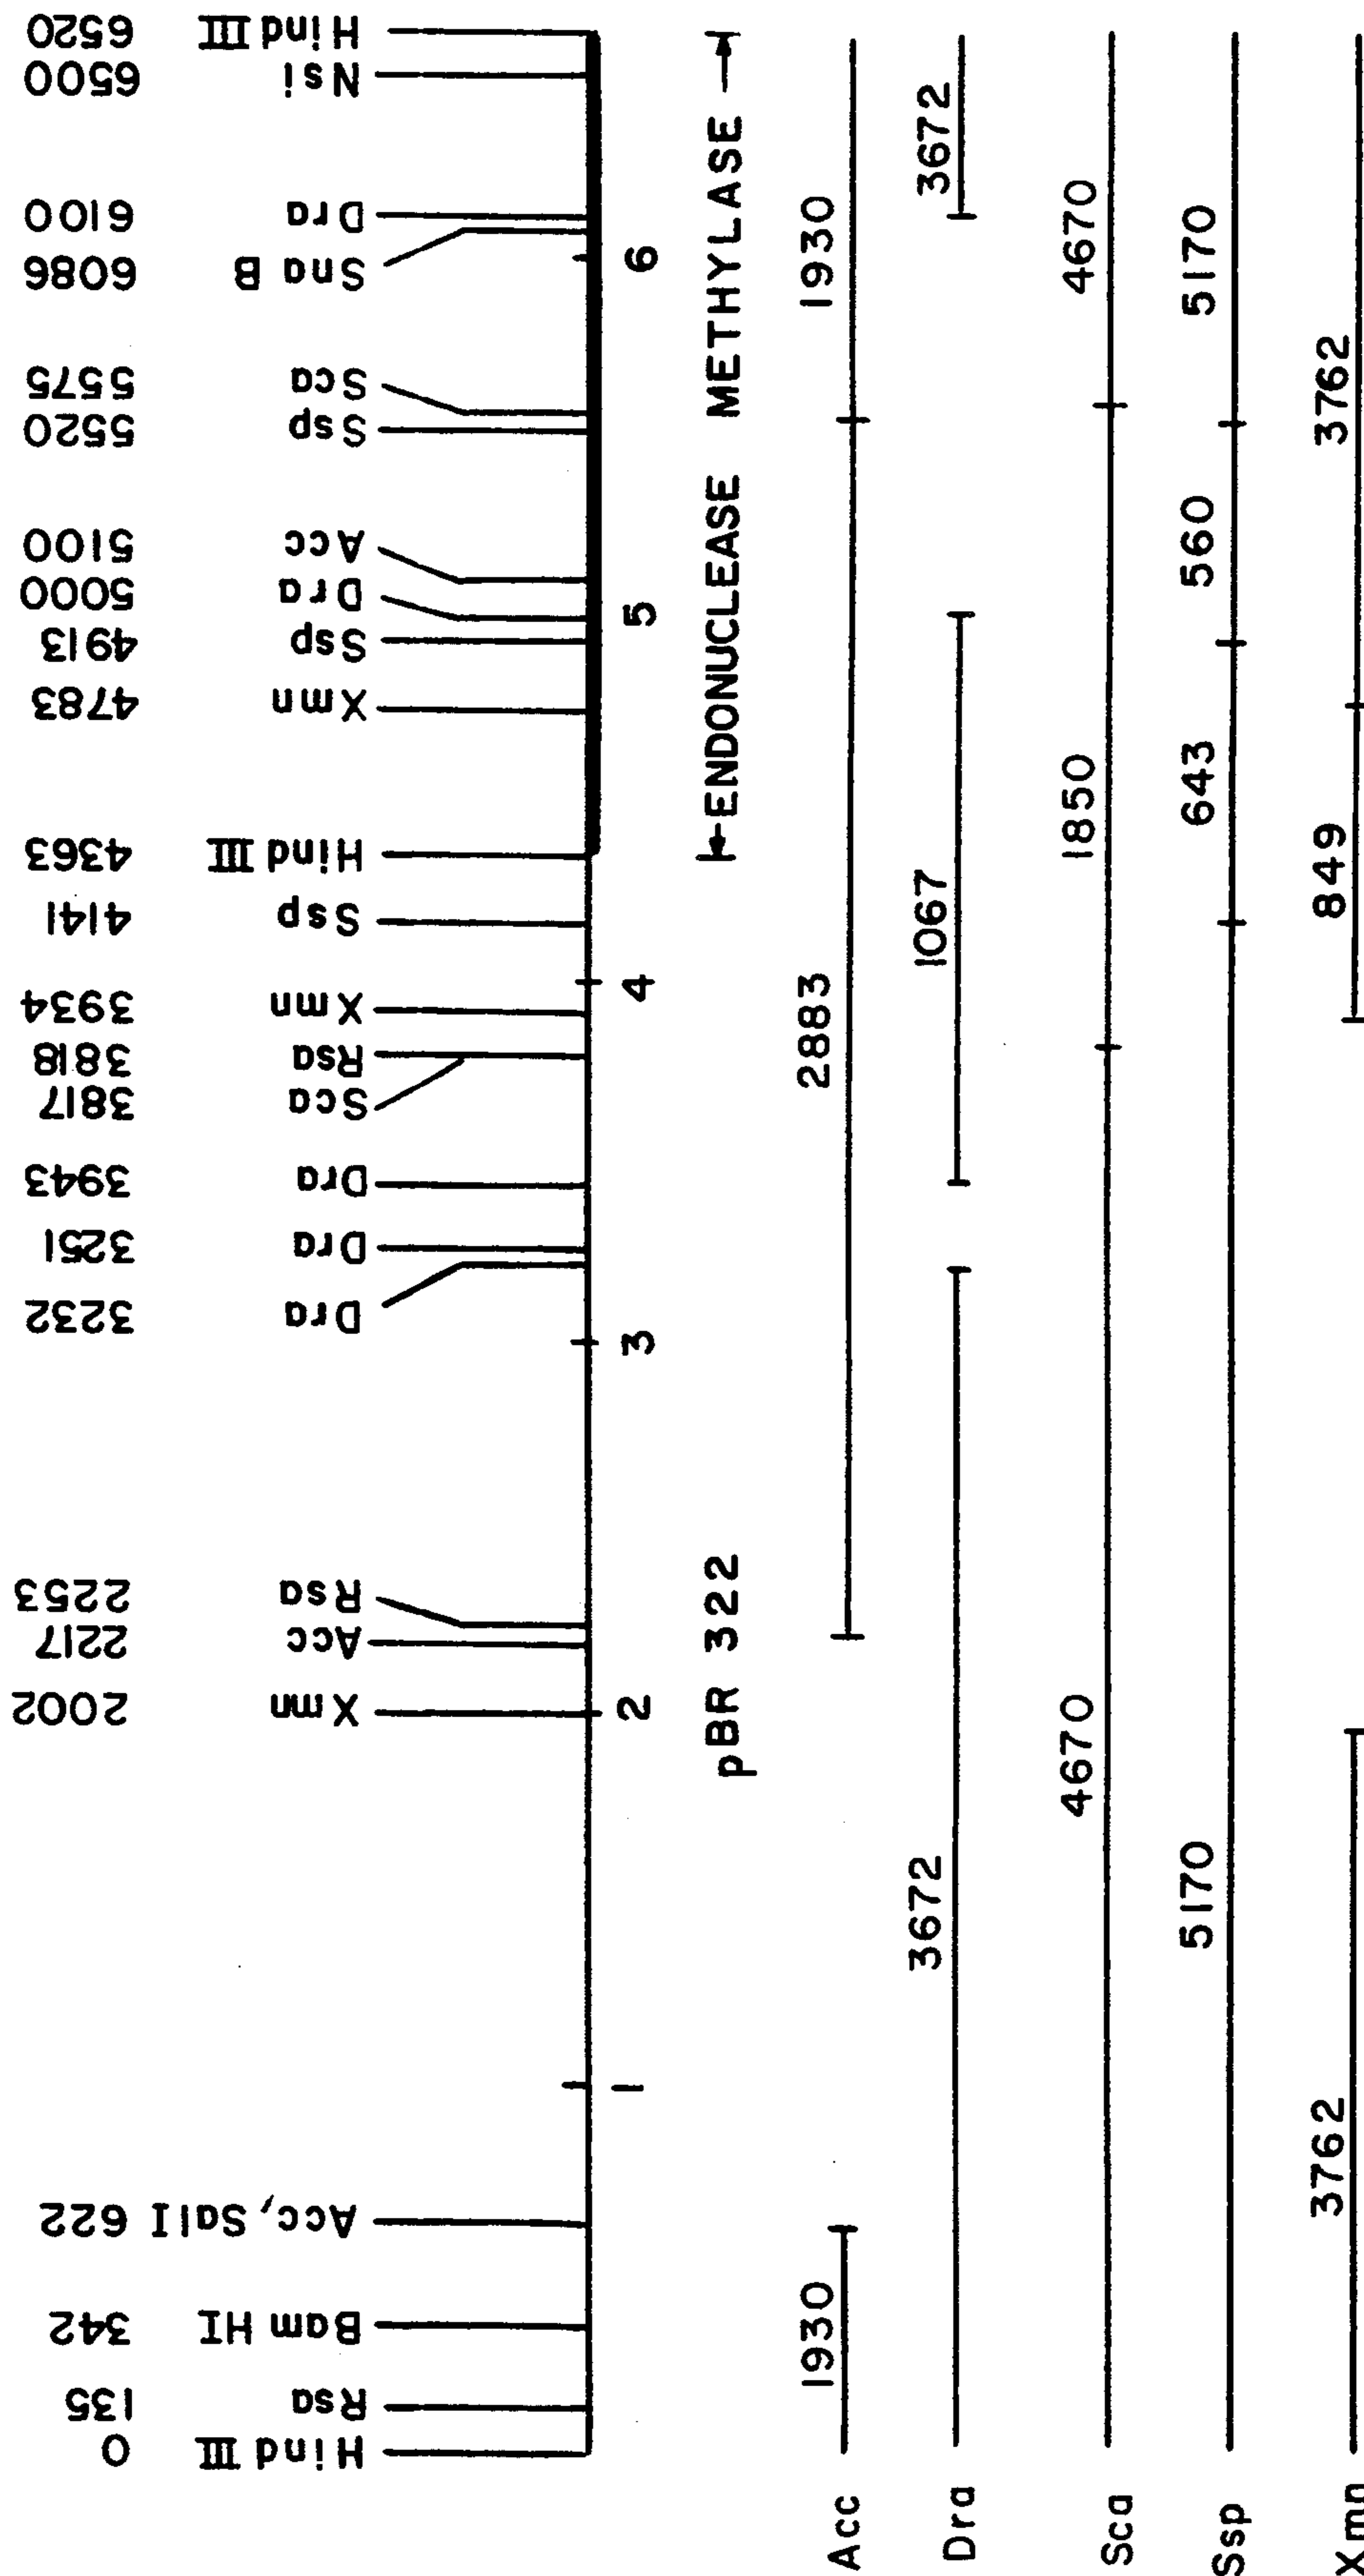 Hind III 0
Rsa 135
Bam HI 342
Acc, SalI 622
Xmn 2002
Acc 2217
Rsa 2253
Dra 3232
Dra 3251
Dra 3943
Sca 3817
Rsa 3818
Xmn 3934
Ssp 4141
Hind III 4363
Xmn 4783
Ssp 4913
Dra 5000
Acc 5100
Ssp 5520
Sca 5575
Sna B 6086
Dra 6100
Nsi 6500
Hind III 6520
1 2 3 4 5 6
pBR 322 ENDONUCLEASE METHYLASE
Acc 1930 2883 1930
Dra 3672 1067 3672
Sca 4670 1850 4670
Ssp 5170 643 560 5170
Xmn 3762 849 3762